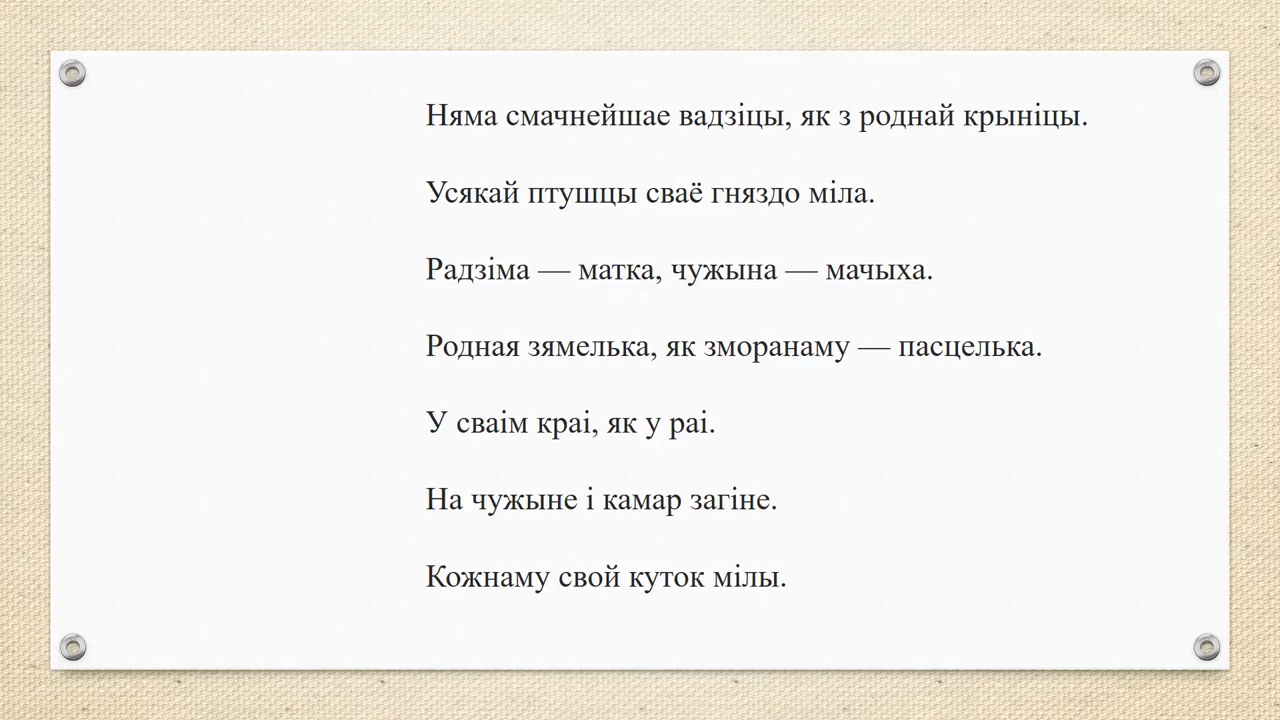 Няма смачнейшае вадзіцы, як з роднай крыніцы.
Усякай птушцы сваё гняздо міла.
Радзіма — матка, чужына — мачыха.
Родная зямелька, як зморанаму — пасцелька.
У сваім краі, як у раі.
На чужыне і камар загіне.
Кожнаму свой куток мілы.